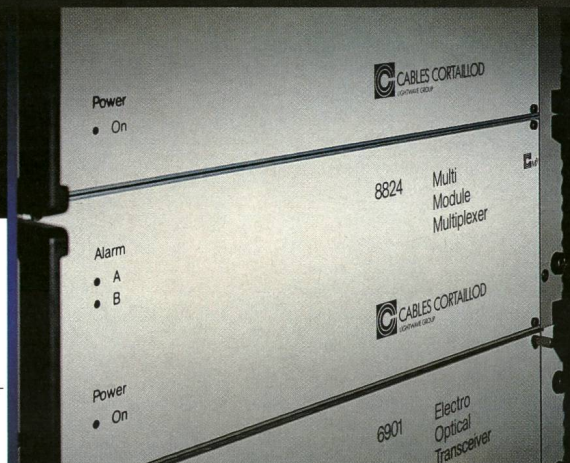 CABLES CORTAILLOD
LIGHTWAVE GROUP
Power
On
8824 Multi
Module
Multiplexer
Alarm
A
B
CABLES CORTAILLOD
LIGHTWAVE GROUP
Power
On
6901 Electro
Optical
Transceiver